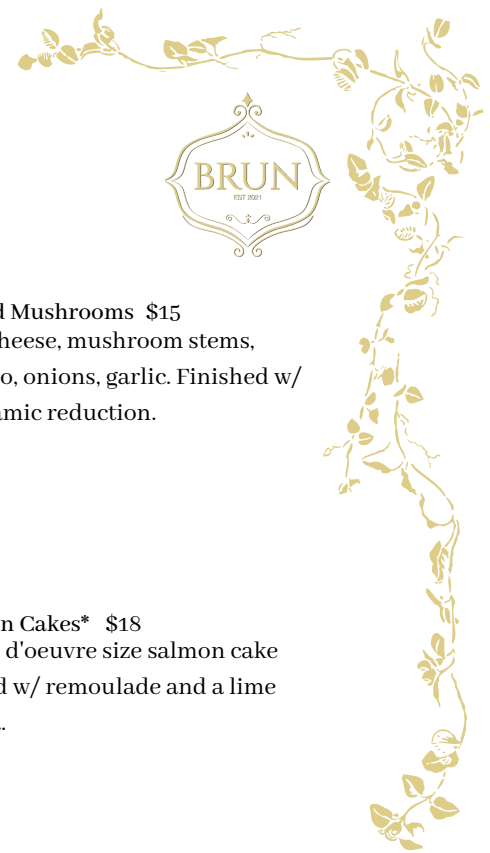 BRUN
EST 2021
d Mushrooms $15
heese, mushroom stems,
o, onions, garlic. Finished w/
amic reduction.
n Cakes* $18
d'oeuvre size salmon cake
d w/ remoulade and a lime
..